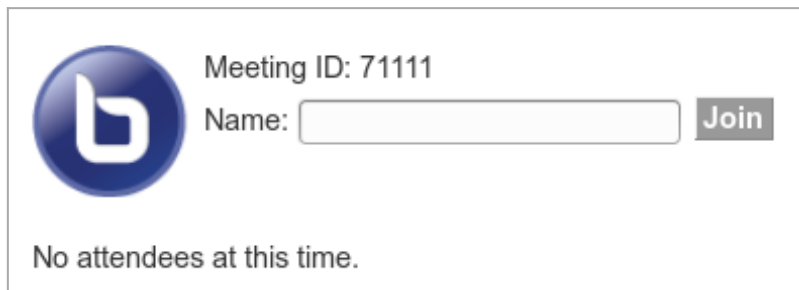 Meeting ID: 71111
Name: Join
No attendees at this time.